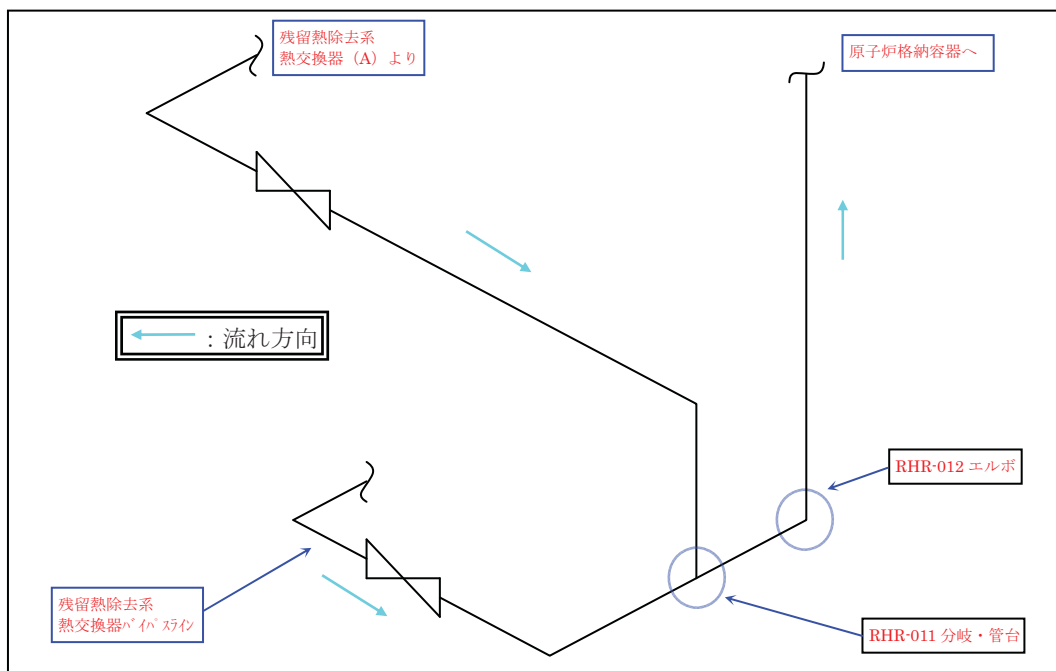 残留熱除去系
熱交換器（A）より
原子炉格納容器へ
：流れ方向
RHR-012 エルボ
残留熱除去系
熱交換器ﾊﾞｲﾊﾟｽﾗｲﾝ
RHR-011 分岐・管台